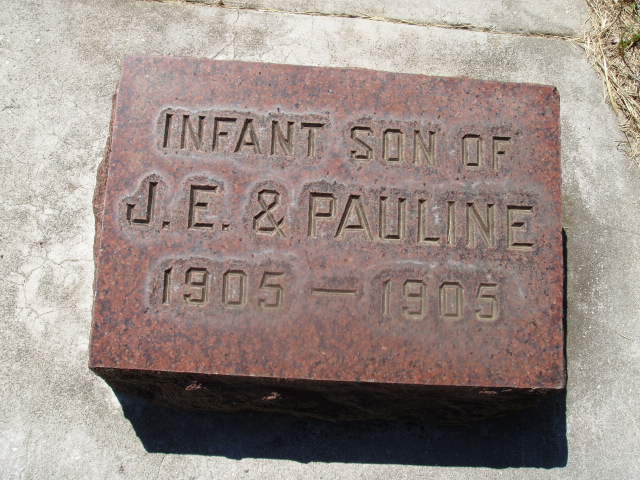 INFANT SON OF
J.E. & PAULINE
1905 — 1905